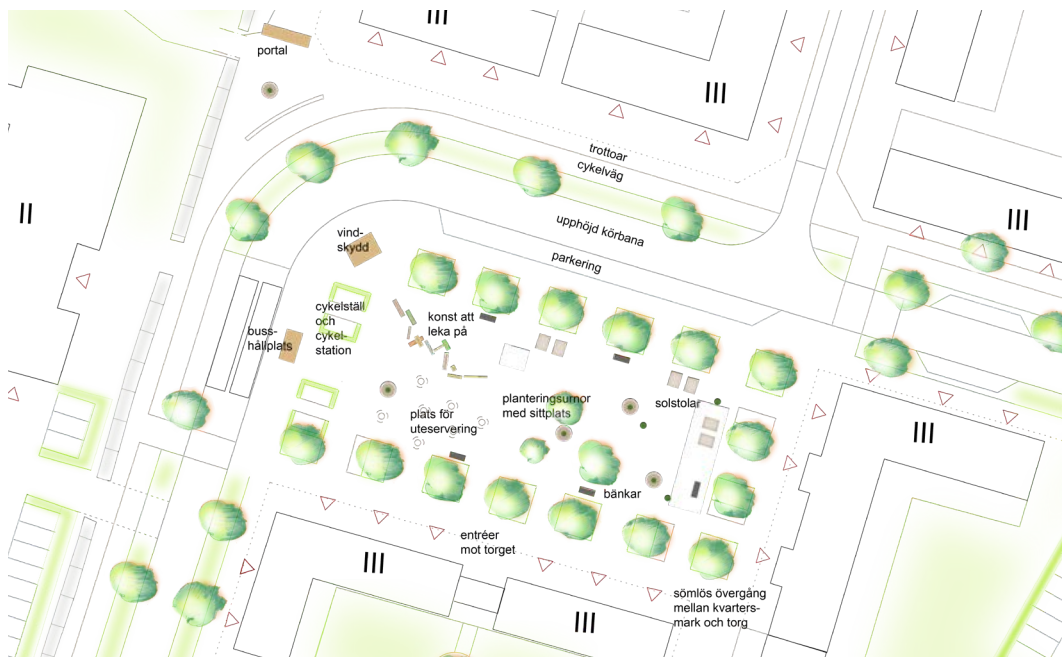 III
portal
III
trottoar
cykelväg
II
vind-
skydd
upphöjd körbana
III
parkering
cykelställ
och
cykel-
station
buss-
hållplats
konst att
leka på
planteringsurnor
med sittplats
solstolar
plats för
uteservering
III
bänkar
entréer
mot torget
III
sömlös övergång
mellan kvarters-
mark och torg
III